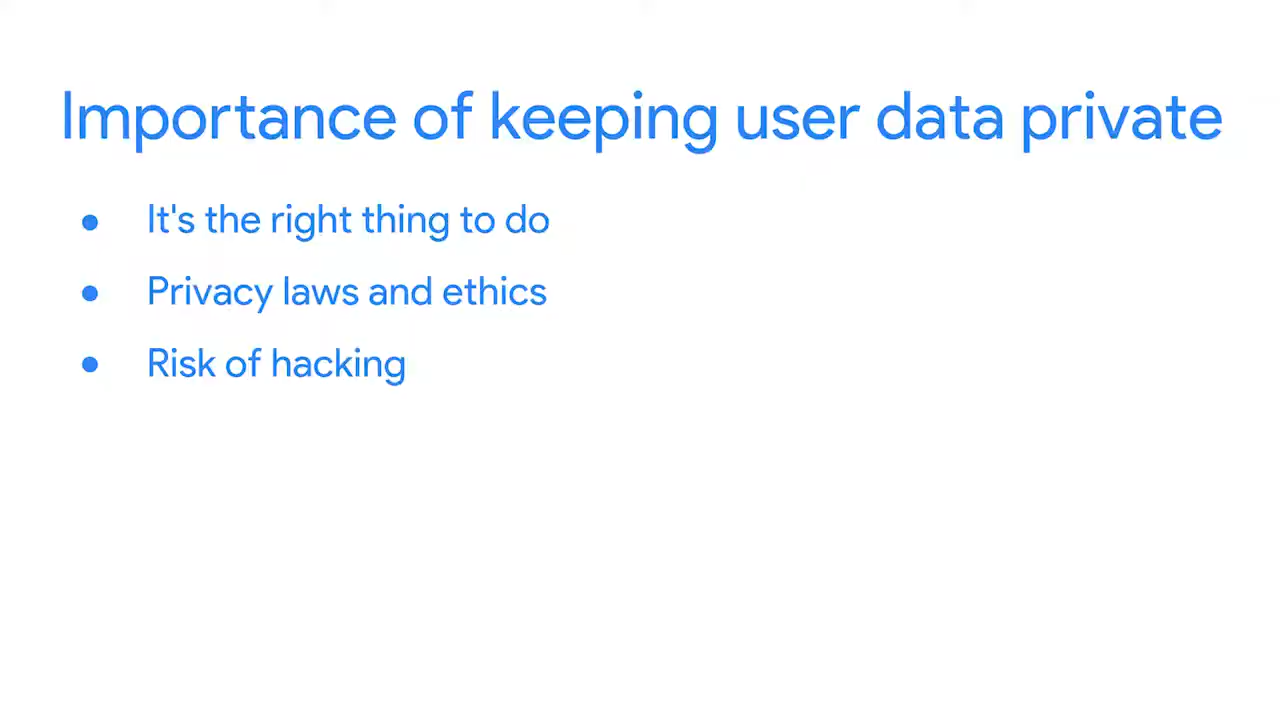 Importance of keeping user data private
● It's the right thing to do
● Privacy laws and ethics
● Risk of hacking